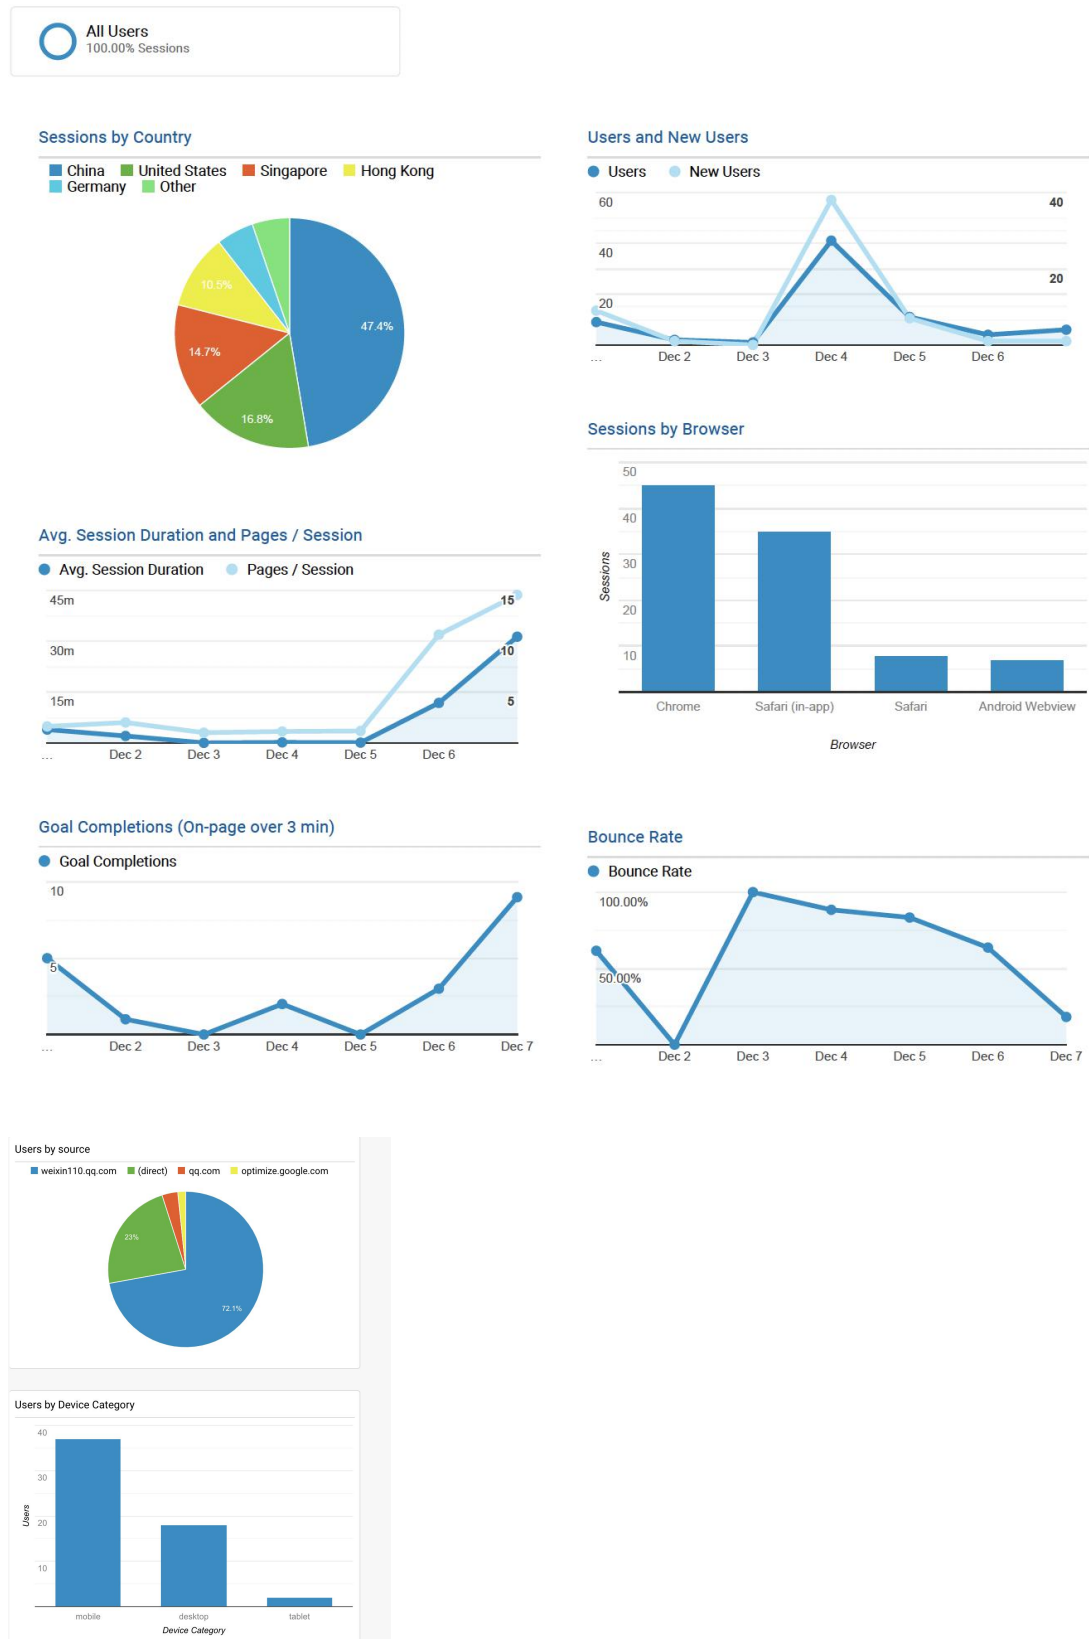 All Users
100.00% Sessions
Sessions by Country
China United States Singapore Hong Kong
Germany Other
47.4%
16.8%
14.7%
10.5%
Users and New Users
Users New Users
60 40
40
20
20
... Dec 2 Dec 3 Dec 4 Dec 5 Dec 6
Sessions by Browser
50
40
30
20
10
Sessions
Chrome Safari (in-app) Safari Android Webview
Browser
Avg. Session Duration and Pages / Session
Avg. Session Duration Pages / Session
45m 15
30m 10
15m 5
... Dec 2 Dec 3 Dec 4 Dec 5 Dec 6
Goal Completions (On-page over 3 min)
Goal Completions
10
5
... Dec 2 Dec 3 Dec 4 Dec 5 Dec 6 Dec 7
Bounce Rate
Bounce Rate
100.00%
50.00%
... Dec 2 Dec 3 Dec 4 Dec 5 Dec 6 Dec 7
Users by source
weixin110.qq.com (direct) qq.com optimize.google.com
23%
72.1%
Users by Device Category
40
30
20
10
Users
mobile desktop tablet
Device Category